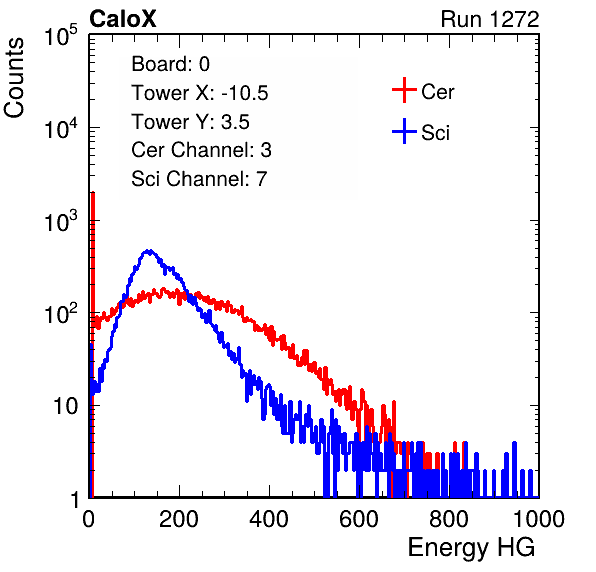 CaloX Run 1272
Counts
Board: 0
Tower X: -10.5
Tower Y: 3.5
Cer Channel: 3
Sci Channel: 7
Cer
Sci
10^5
10^4
10^3
10^2
10
1
0 200 400 600 800 1000
Energy HG